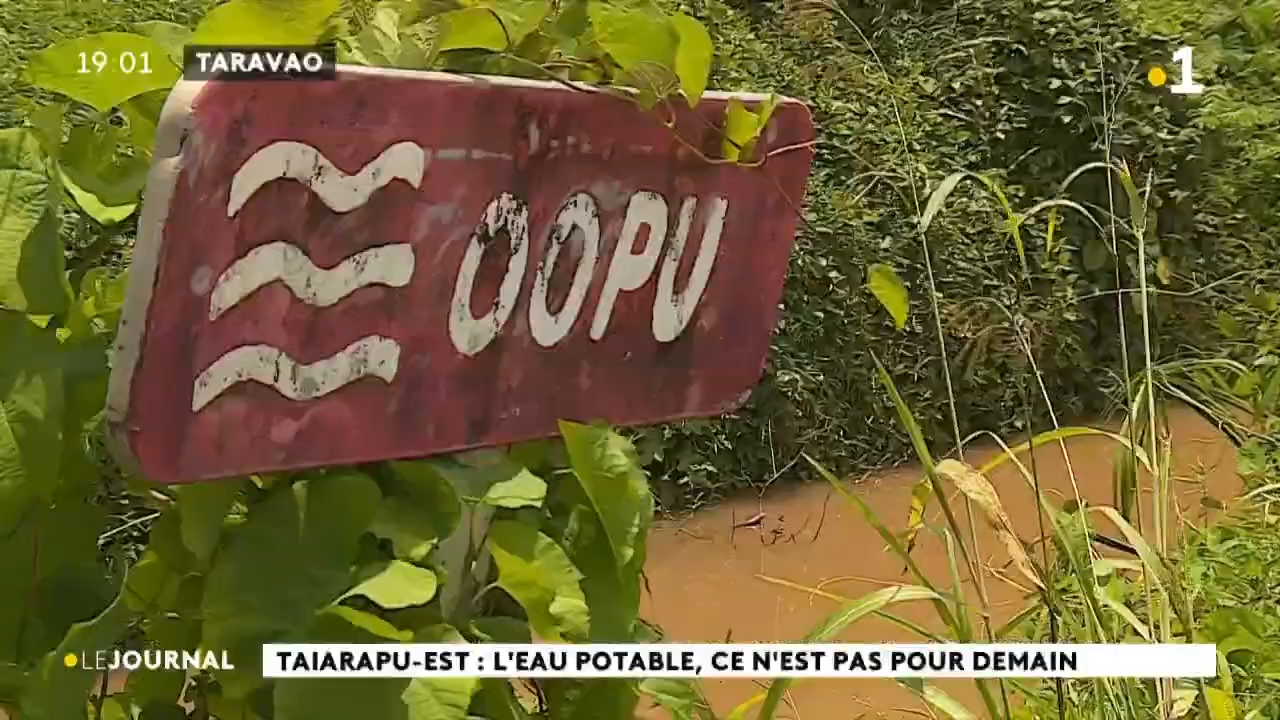 19:01
TARAVAO
1
OOPU
LEJOURNAL
TAIARAPU-EST : L'EAU POTABLE, CE N'EST PAS POUR DEMAIN